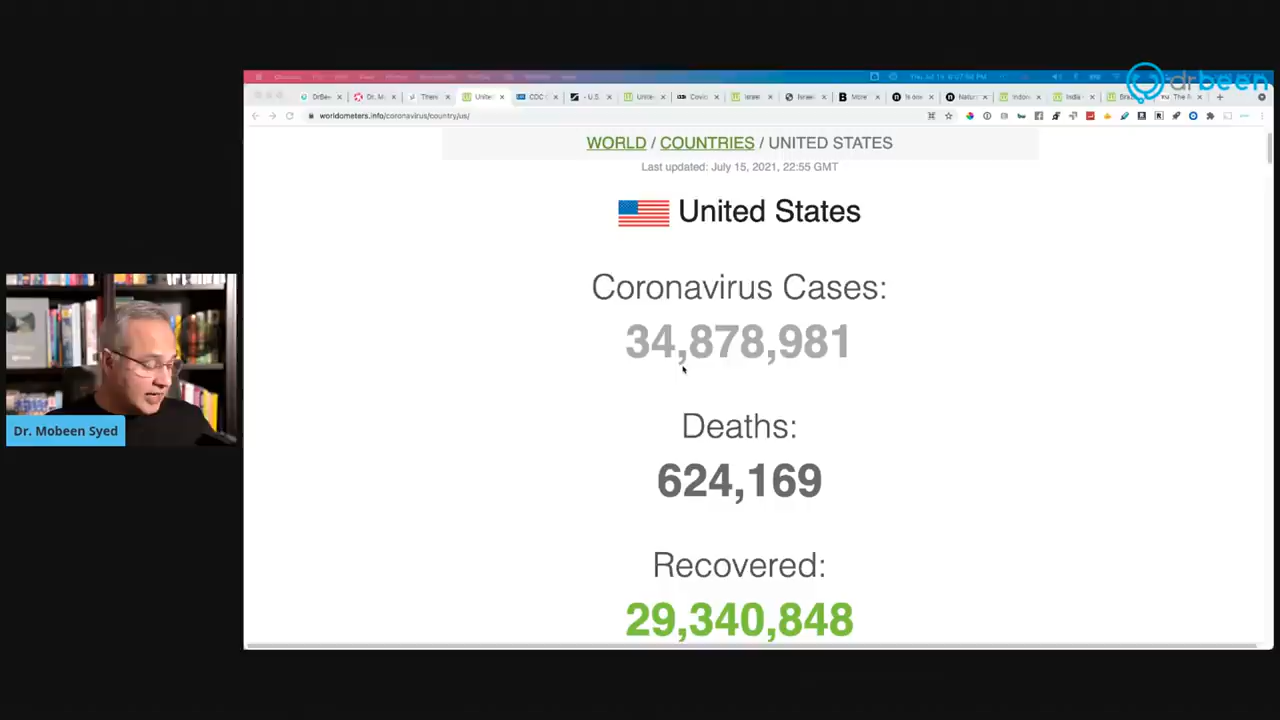 drbeen
worldometers.info/coronavirus/country/us/
WORLD / COUNTRIES / UNITED STATES
Last updated: July 15, 2021, 22:55 GMT
United States
Coronavirus Cases:
34,878,981
Deaths:
624,169
Recovered:
29,340,848
Dr. Mobeen Syed